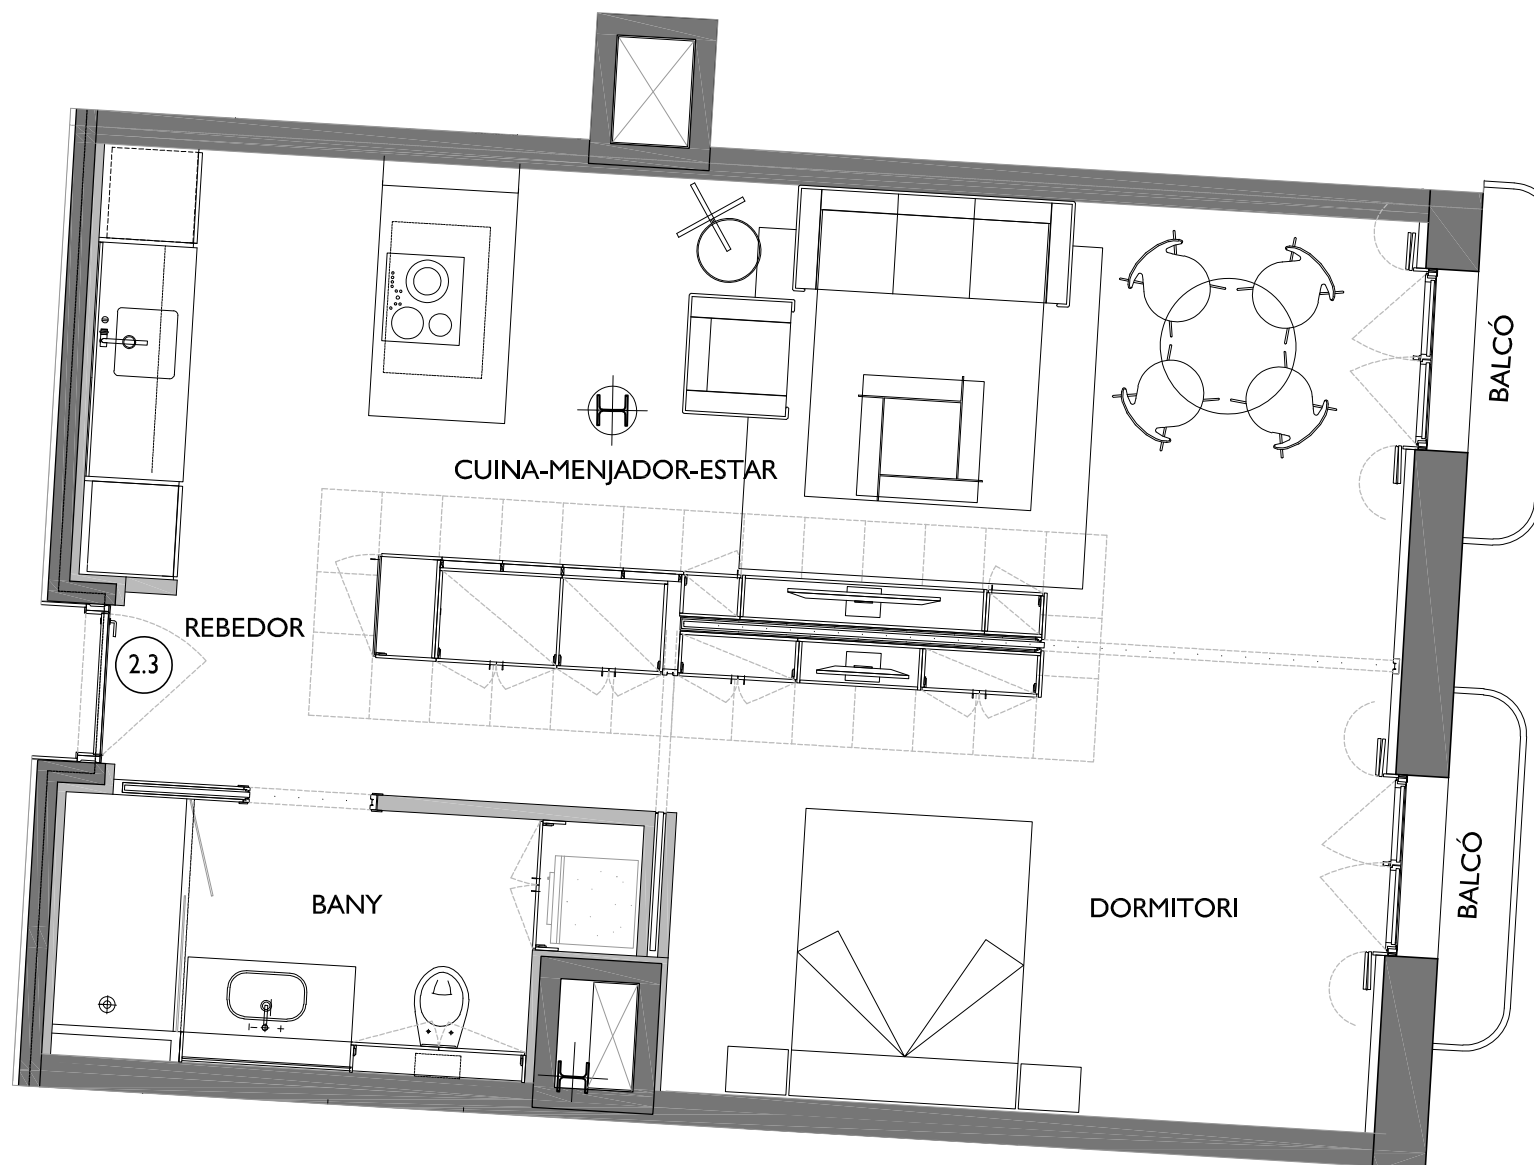 BALCÓ
CUINA-MENJADOR-ESTAR
REBEDOR
2.3
BANY
DORMITORI
BALCÓ